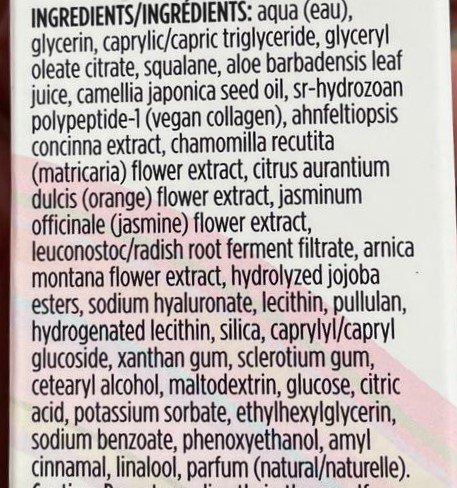 INGREDIENTS/INGRÉDIENTS: aqua (eau),
glycerin, caprylic/capric triglyceride, glyceryl
oleate citrate, squalane, aloe barbadensis leaf
juice, camellia japonica seed oil, sr-hydrozoan
polypeptide-1 (vegan collagen), ahnfeltiopsis
concinna extract, chamomilla recutita
(matricaria) flower extract, citrus aurantium
dulcis (orange) flower extract, jasminum
officinale (jasmine) flower extract,
leuconostoc/radish root ferment filtrate, arnica
montana flower extract, hydrolyzed jojoba
esters, sodium hyaluronate, lecithin, pullulan,
hydrogenated lecithin, silica, caprylyl/capryl
glucoside, xanthan gum, sclerotium gum,
cetearyl alcohol, maltodextrin, glucose, citric
acid, potassium sorbate, ethylhexylglycerin,
sodium benzoate, phenoxyethanol, amyl
cinnamal, linalool, parfum (natural/naturelle).